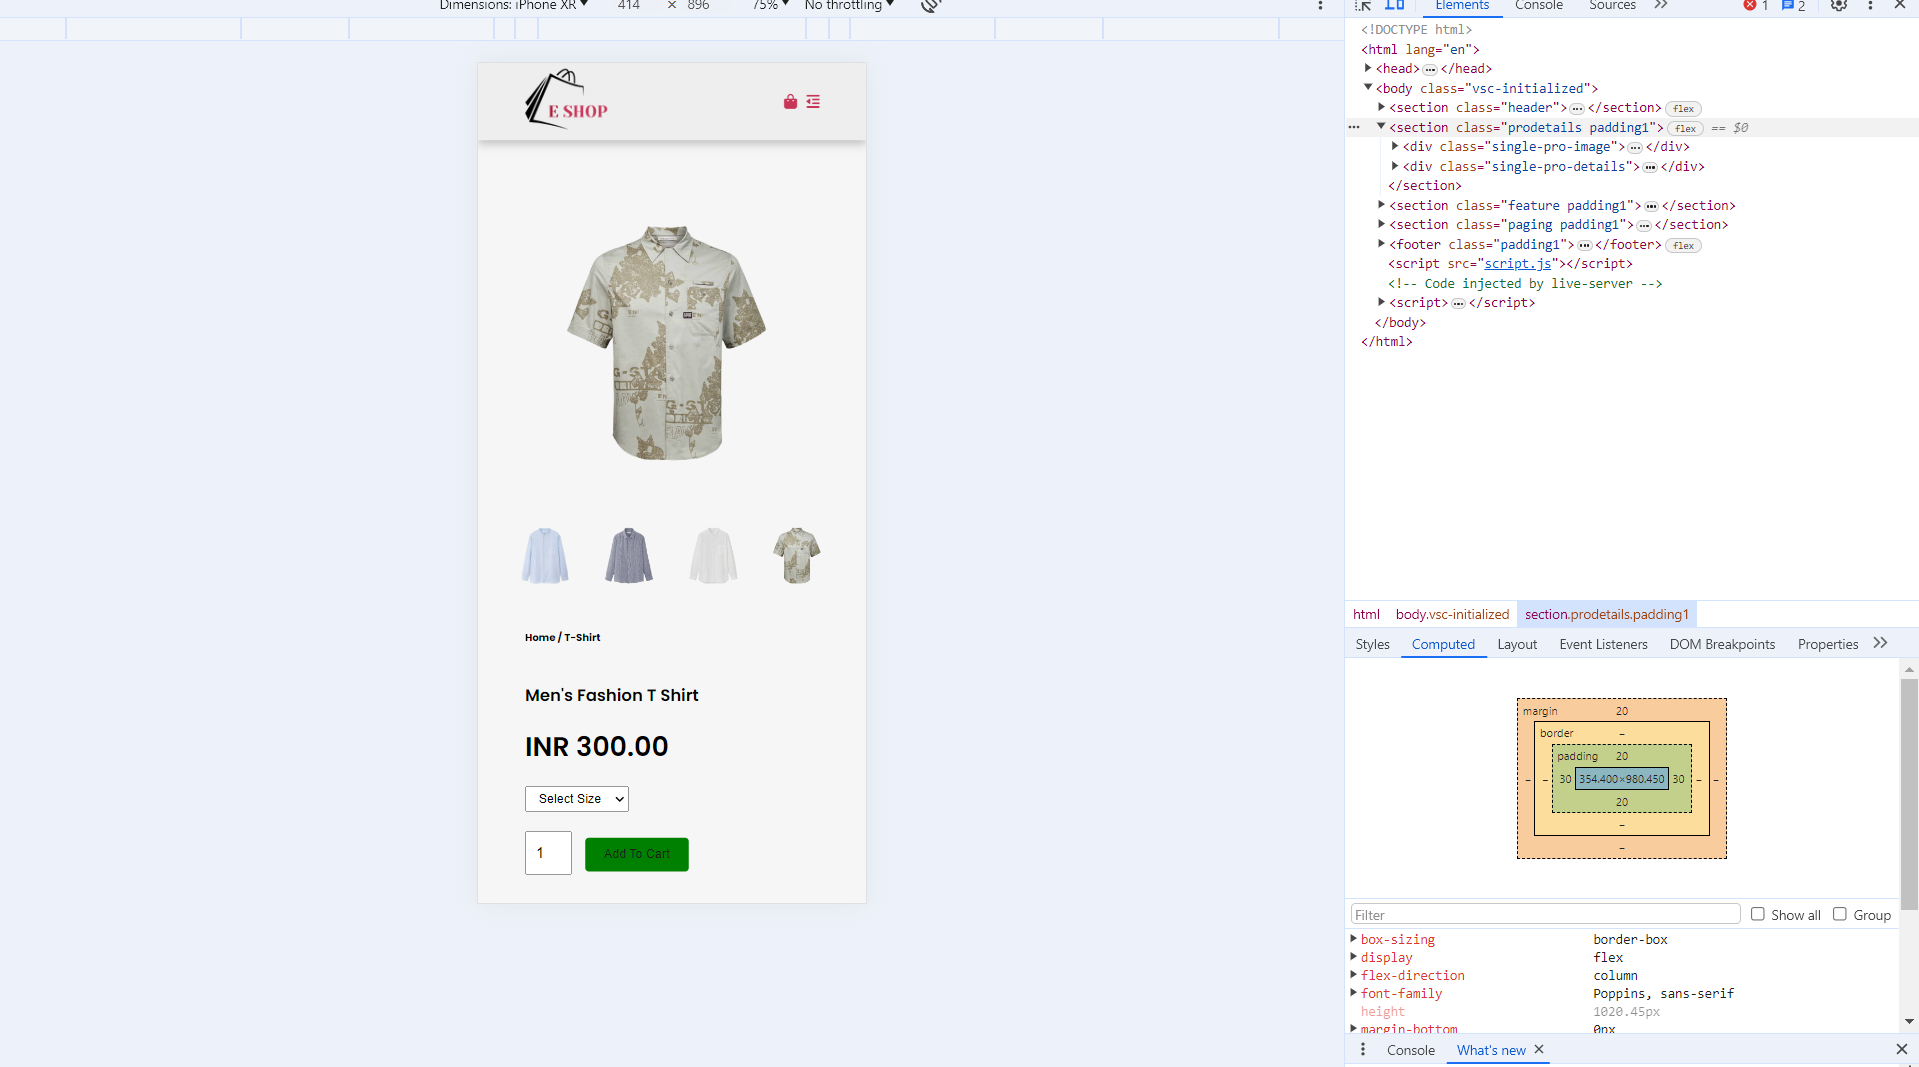 Dimensions: iPhone XR 414 × 896 75% No throttling
E SHOP
Home / T-Shirt
Men's Fashion T Shirt
INR 300.00
Select Size
1
Add To Cart
Elements Console Sources 1 2
<!DOCTYPE html>
<html lang="en">
<head>…</head>
<body class="vsc-initialized">
<section class="header">…</section> flex
… <section class="prodetails padding1"> flex == $0
<div class="single-pro-image">…</div>
<div class="single-pro-details">…</div>
</section>
<section class="feature padding1">…</section>
<section class="paging padding1">…</section>
<footer class="padding1">…</footer> flex
<script src="script.js"></script>
<!-- Code injected by live-server -->
<script>…</script>
</body>
</html>
html body.vsc-initialized section.prodetails.padding1
Styles Computed Layout Event Listeners DOM Breakpoints Properties
margin 20
border –
padding 20
– – 30 354.400×980.450 30 – –
20
–
–
Filter Show all Group
box-sizing border-box
display flex
flex-direction column
font-family Poppins, sans-serif
height 1020.45px
margin-bottom 0px
Console What's new